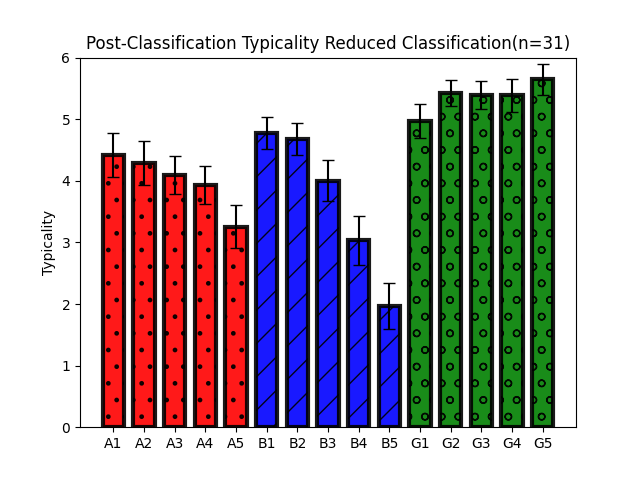 Post-Classification Typicality Reduced Classification(n=31)
Typicality
6
5
4
3
2
1
0
A1 A2 A3 A4 A5 B1 B2 B3 B4 B5 G1 G2 G3 G4 G5